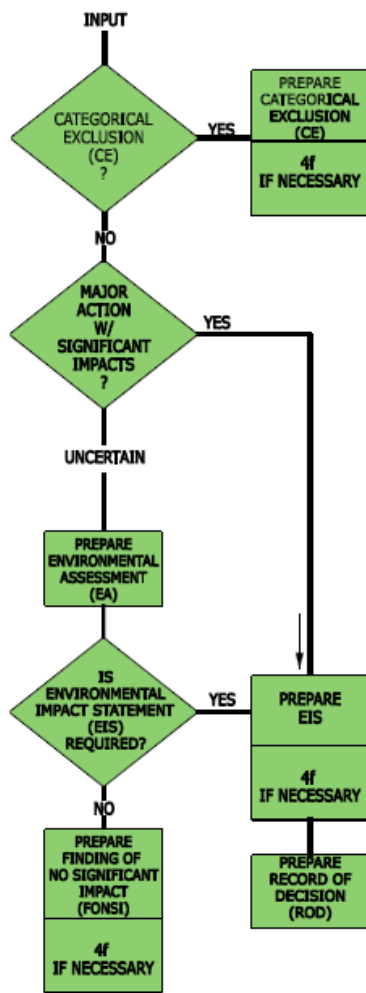 INPUT
CATEGORICAL
EXCLUSION
(CE)
?
YES
PREPARE
CATEGORICAL
EXCLUSION
(CE)
4f
IF NECESSARY
NO
MAJOR
ACTION
W/
SIGNIFICANT
IMPACTS
?
YES
UNCERTAIN
PREPARE
ENVIRONMENTAL
ASSESSMENT
(EA)
IS
ENVIRONMENTAL
IMPACT STATEMENT
(EIS)
REQUIRED?
YES
PREPARE
EIS
4f
IF NECESSARY
NO
PREPARE
FINDING OF
NO SIGNIFICANT
IMPACT
(FONSI)
4f
IF NECESSARY
PREPARE
RECORD OF
DECISION
(ROD)